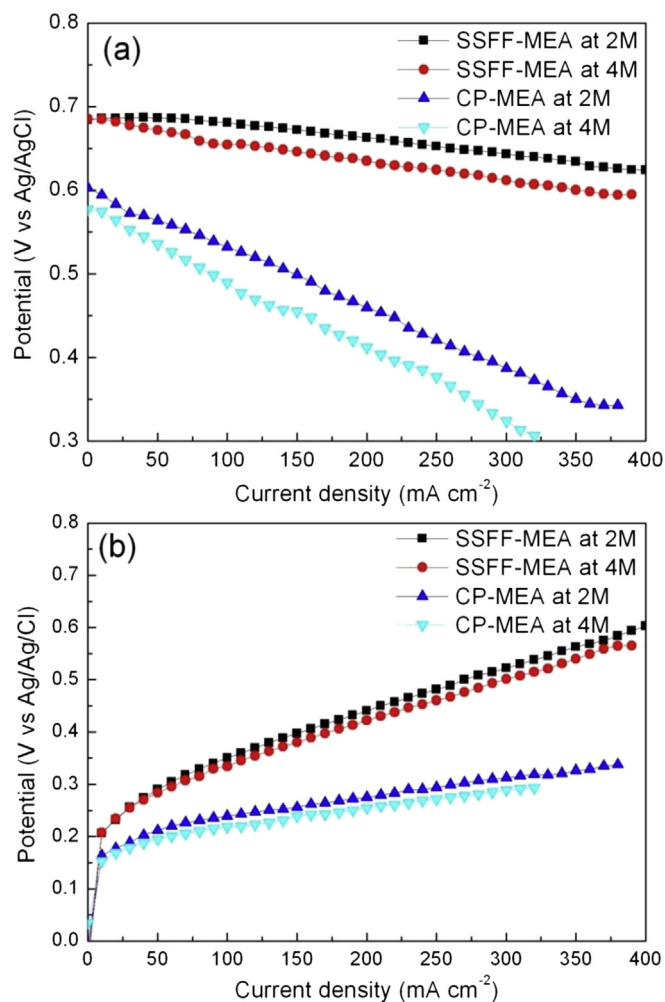 (a)
SSFF-MEA at 2M
SSFF-MEA at 4M
CP-MEA at 2M
CP-MEA at 4M
0.8
0.7
0.6
0.5
0.4
0.3
Potential (V vs Ag/AgCl)
0 50 100 150 200 250 300 350 400
Current density (mA cm⁻²)
(b)
SSFF-MEA at 2M
SSFF-MEA at 4M
CP-MEA at 2M
CP-MEA at 4M
0.8
0.7
0.6
0.5
0.4
0.3
0.2
0.1
0.0
Potential (V vs Ag/Ag/Cl)
0 50 100 150 200 250 300 350 400
Current density (mA cm⁻²)